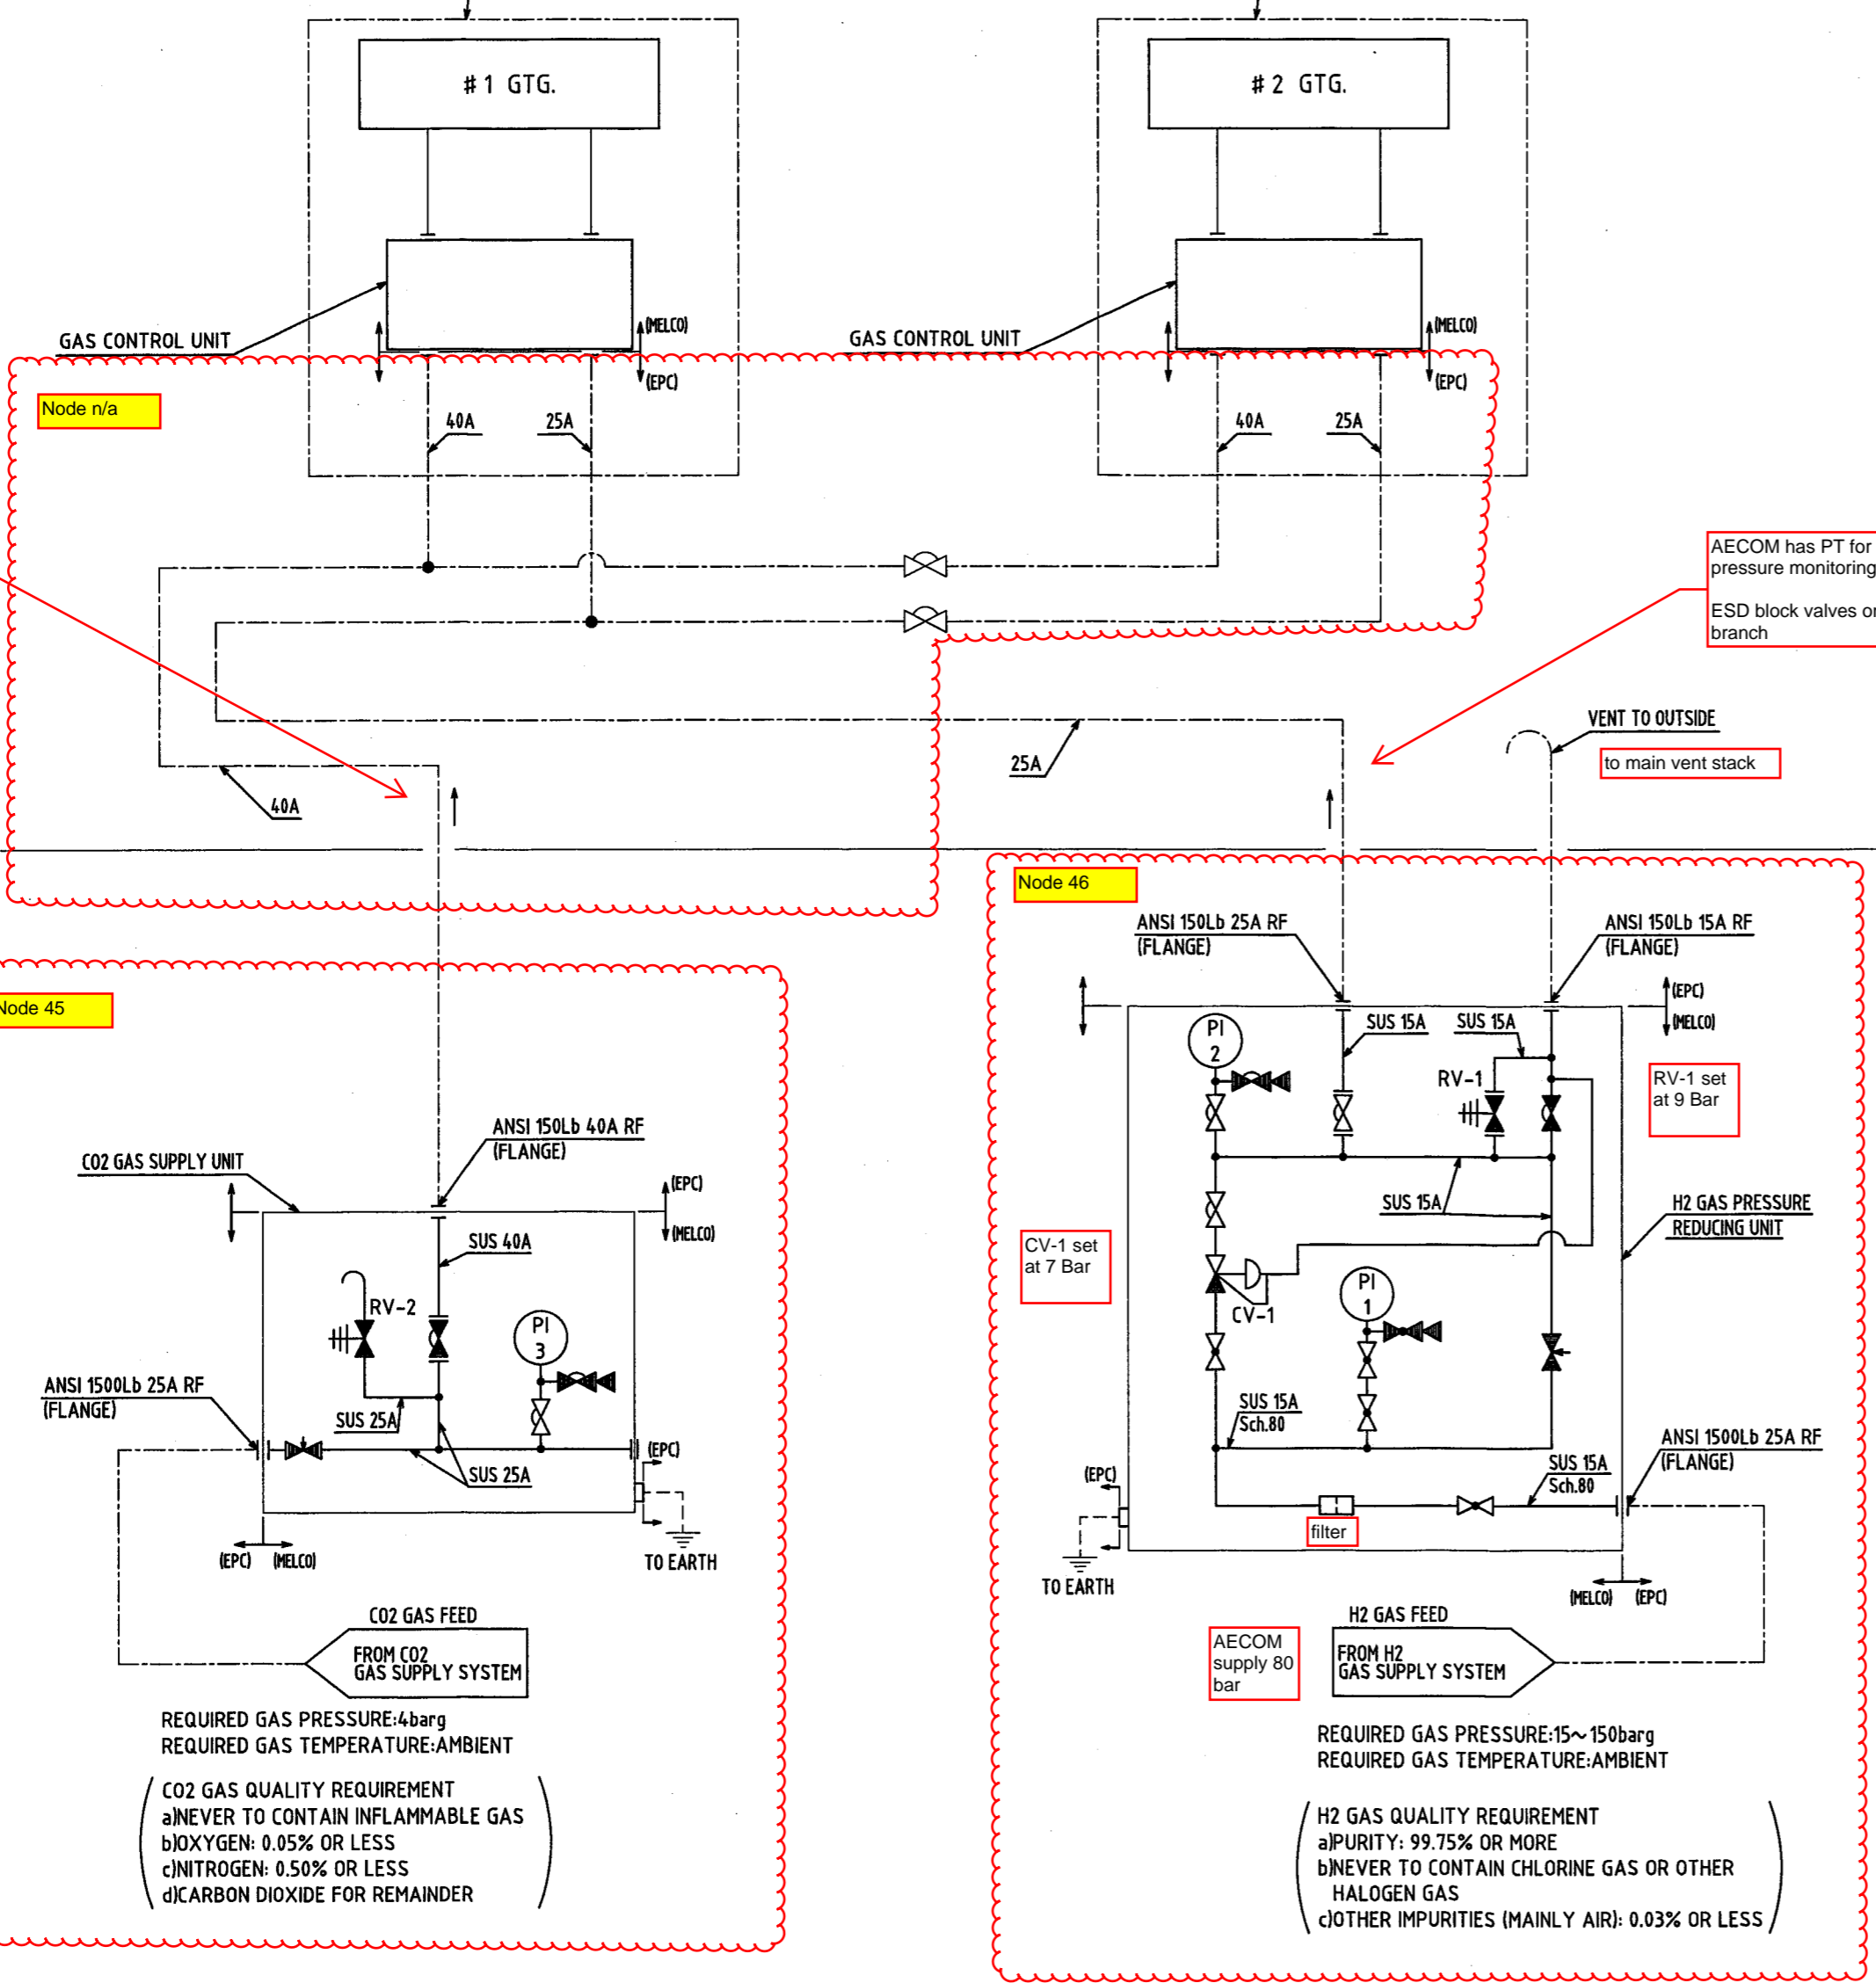 # 1 GTG.
# 2 GTG.
GAS CONTROL UNIT
(MELCO)
(EPC)
GAS CONTROL UNIT
(MELCO)
(EPC)
Node n/a
40A
25A
40A
25A
AECOM has PT for
pressure monitoring
ESD block valves
branch
VENT TO OUTSIDE
to main vent stack
25A
40A
Node 46
ANSI 150Lb 25A RF
(FLANGE)
ANSI 150Lb 15A RF
(FLANGE)
Node 45
(EPC)
(MELCO)
PI
2
SUS 15A
SUS 15A
RV-1
RV-1 set
at 9 Bar
ANSI 150Lb 40A RF
(FLANGE)
CO2 GAS SUPPLY UNIT
(EPC)
(MELCO)
SUS 15A
H2 GAS PRESSURE
REDUCING UNIT
SUS 40A
CV-1 set
at 7 Bar
RV-2
PI
3
CV-1
PI
1
ANSI 1500Lb 25A RF
(FLANGE)
SUS 25A
SUS 25A
(EPC)
SUS 15A
Sch.80
SUS 15A
Sch.80
ANSI 1500Lb 25A RF
(FLANGE)
(EPC)
filter
(EPC) (MELCO)
TO EARTH
TO EARTH
(MELCO) (EPC)
CO2 GAS FEED
FROM CO2
GAS SUPPLY SYSTEM
AECOM
supply 80
bar
H2 GAS FEED
FROM H2
GAS SUPPLY SYSTEM
REQUIRED GAS PRESSURE:4barg
REQUIRED GAS TEMPERATURE:AMBIENT
CO2 GAS QUALITY REQUIREMENT
a)NEVER TO CONTAIN INFLAMMABLE GAS
b)OXYGEN: 0.05% OR LESS
c)NITROGEN: 0.50% OR LESS
d)CARBON DIOXIDE FOR REMAINDER
REQUIRED GAS PRESSURE:15~150barg
REQUIRED GAS TEMPERATURE:AMBIENT
H2 GAS QUALITY REQUIREMENT
a)PURITY: 99.75% OR MORE
b)NEVER TO CONTAIN CHLORINE GAS OR OTHER
HALOGEN GAS
c)OTHER IMPURITIES (MAINLY AIR): 0.03% OR LESS